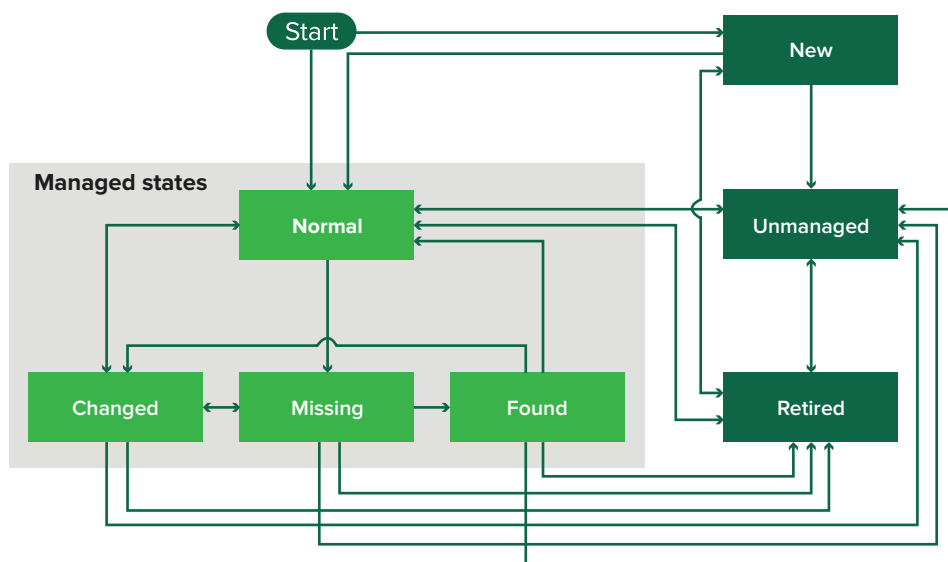 Start
New
Managed states
Normal
Unmanaged
Changed
Missing
Found
Retired